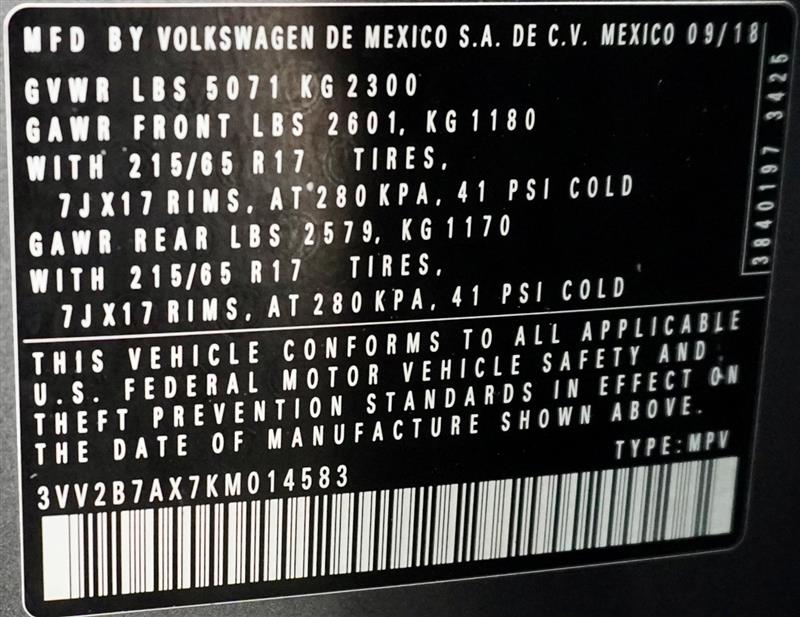 MFD BY VOLKSWAGEN DE MEXICO S.A. DE C.V. MEXICO 09/18
GVWR LBS 5071 KG 2300
GAWR FRONT LBS 2601, KG 1180
WITH 215/65 R17 TIRES,
7JX17 RIMS, AT 280 KPA, 41 PSI COLD
GAWR REAR LBS 2579, KG 1170
WITH 215/65 R17 TIRES,
7JX17 RIMS, AT 280 KPA, 41 PSI COLD
3840197 3425
THIS VEHICLE CONFORMS TO ALL APPLICABLE
U.S. FEDERAL MOTOR VEHICLE SAFETY AND
THEFT PREVENTION STANDARDS IN EFFECT ON
THE DATE OF MANUFACTURE SHOWN ABOVE.
TYPE:MPV
3VV2B7AX7KM014583